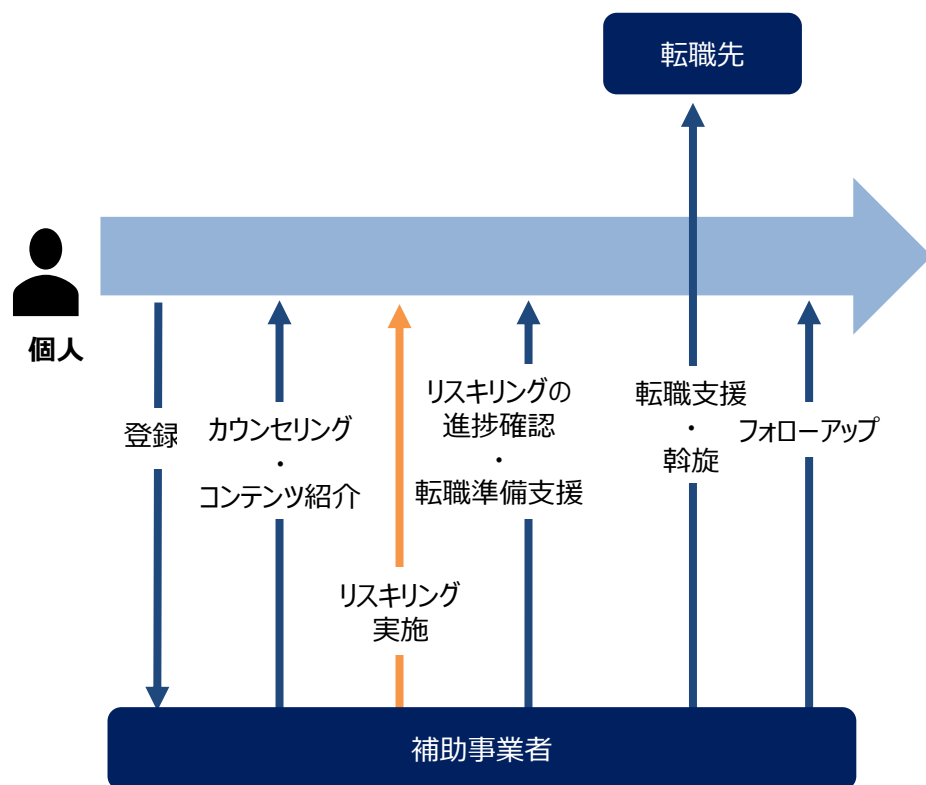 転職先
個人
登録
カウンセリング
・
コンテンツ紹介
リスキリング
実施
リスキリングの
進捗確認
・
転職準備支援
転職支援
・
斡旋
フォローアップ
補助事業者